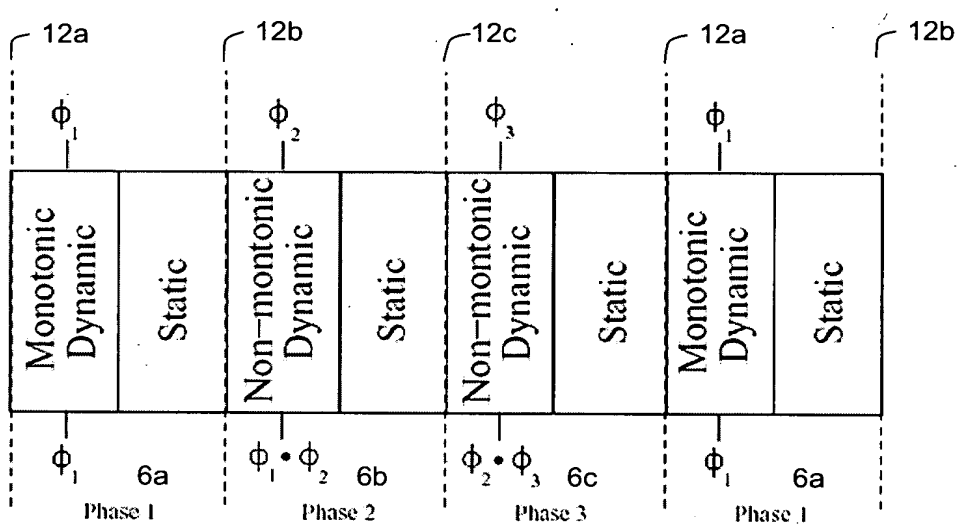 12a 12b 12c 12a 12b
ϕ1 ϕ2 ϕ3 ϕ1
Monotonic
Dynamic
Static
Non-montonic
Dynamic
Static
Non-montonic
Dynamic
Static
Monotonic
Dynamic
Static
ϕ1 ϕ1 • ϕ2 ϕ2 • ϕ3 ϕ1
6a 6b 6c 6a
Phase 1 Phase 2 Phase 3 Phase 1